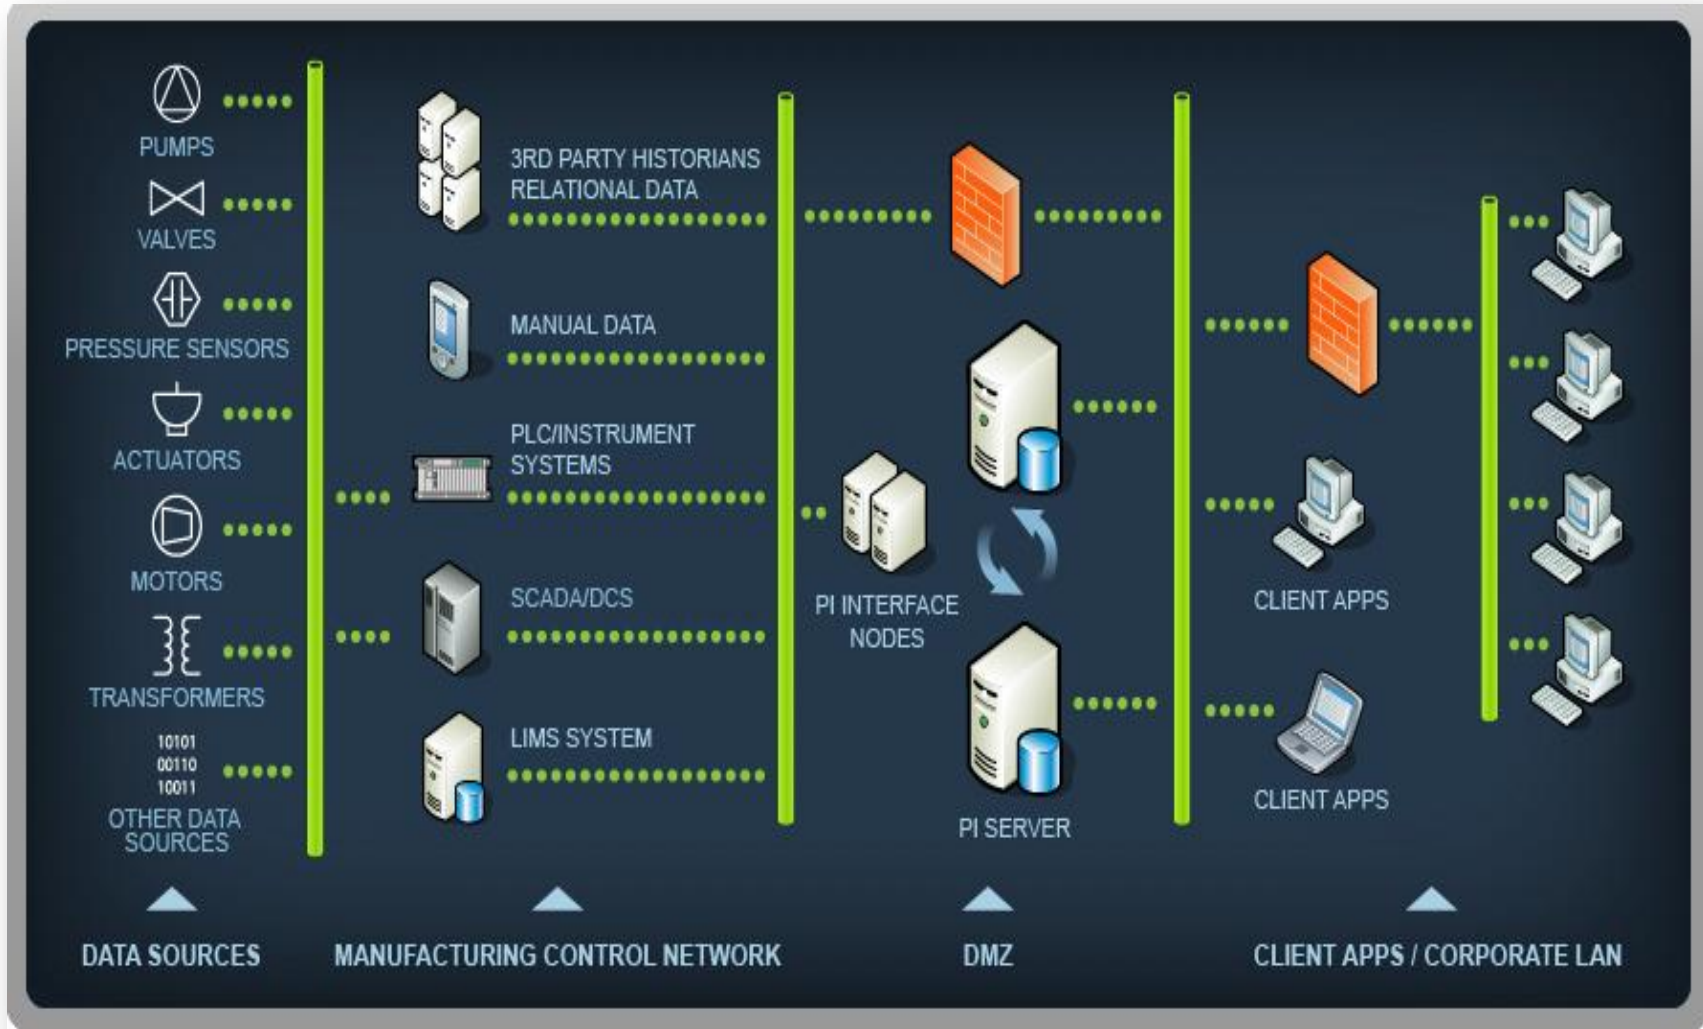 PUMPS
VALVES
PRESSURE SENSORS
ACTUATORS
MOTORS
TRANSFORMERS
10101
00110
10011
OTHER DATA
SOURCES
3RD PARTY HISTORIANS
RELATIONAL DATA
MANUAL DATA
PLC/INSTRUMENT
SYSTEMS
SCADA/DCS
LIMS SYSTEM
PI INTERFACE
NODES
PI SERVER
CLIENT APPS
CLIENT APPS
DATA SOURCES
MANUFACTURING CONTROL NETWORK
DMZ
CLIENT APPS / CORPORATE LAN